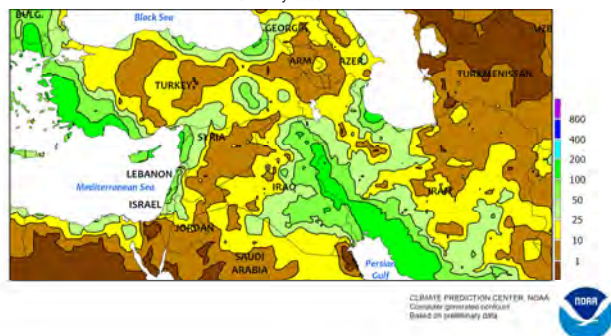 Black Sea
BULG.
GEORGIA
UZB
ARM.
AZER.
TURKMENISTAN
TURKEY
SYRIA
LEBANON
Mediterranean Sea
IRAQ
IRAN
ISRAEL
JORDAN
SAUDI
ARABIA
Persian
Gulf
800
400
200
100
50
25
10
1
CLIMATE PREDICTION CENTER, NOAA
Computer generated contours
Based on preliminary data
NOAA